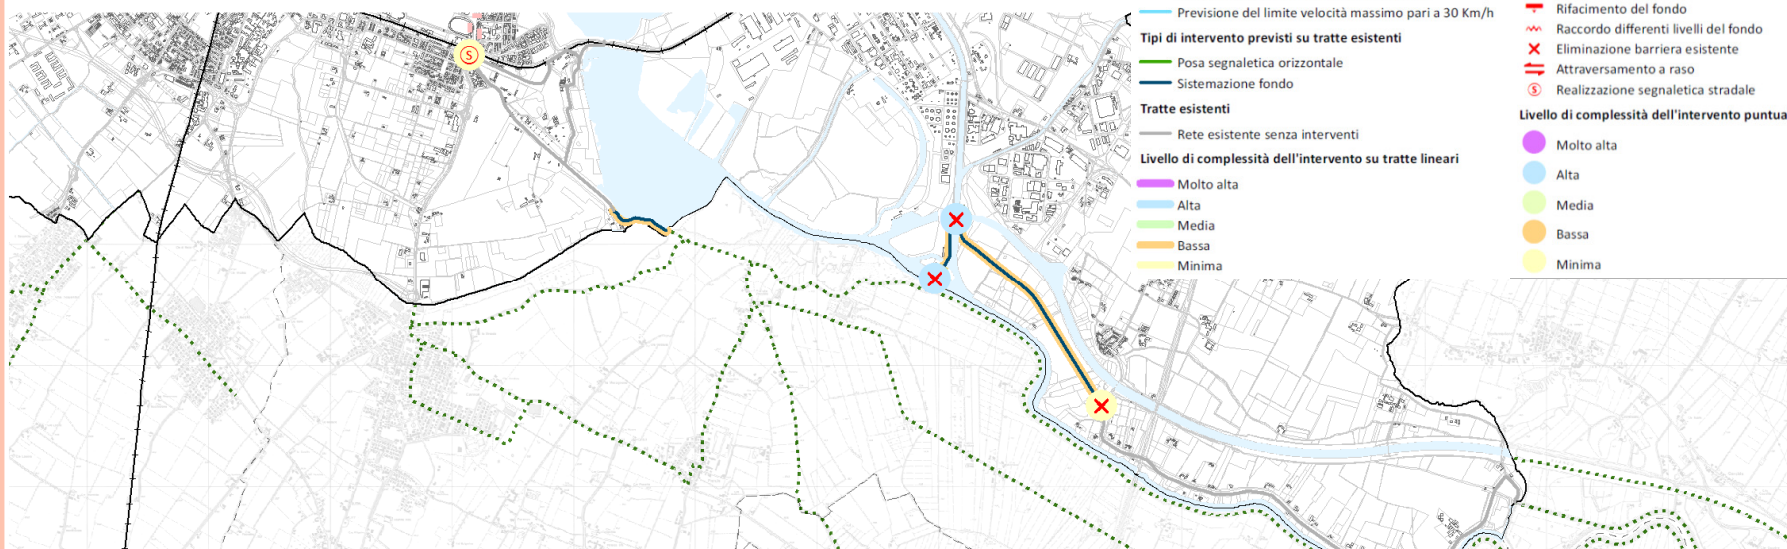 Previsione del limite velocità massimo pari a 30 Km/h
Tipi di intervento previsti su tratte esistenti
Posa segnaletica orizzontale
Sistemazione fondo
Tratte esistenti
Rete esistente senza interventi
Livello di complessità dell'intervento su tratte lineari
Molto alta
Alta
Media
Bassa
Minima
Rifacimento del fondo
Raccordo differenti livelli del fondo
Eliminazione barriera esistente
Attraversamento a raso
S Realizzazione segnaletica stradale
Livello di complessità dell'intervento puntua
Molto alta
Alta
Media
Bassa
Minima
S